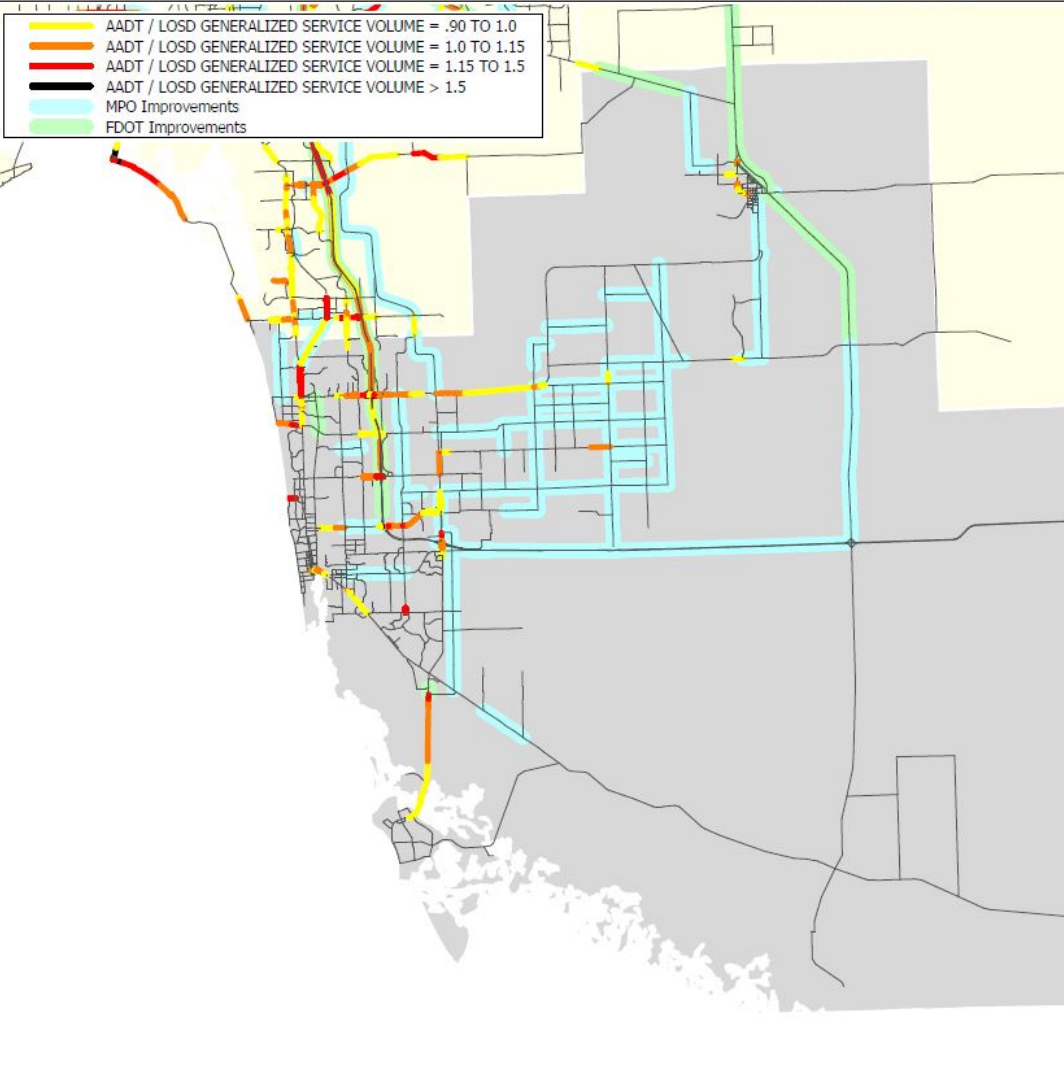 AADT / LOSD GENERALIZED SERVICE VOLUME = .90 TO 1.0
AADT / LOSD GENERALIZED SERVICE VOLUME = 1.0 TO 1.15
AADT / LOSD GENERALIZED SERVICE VOLUME = 1.15 TO 1.5
AADT / LOSD GENERALIZED SERVICE VOLUME > 1.5
MPO Improvements
FDOT Improvements